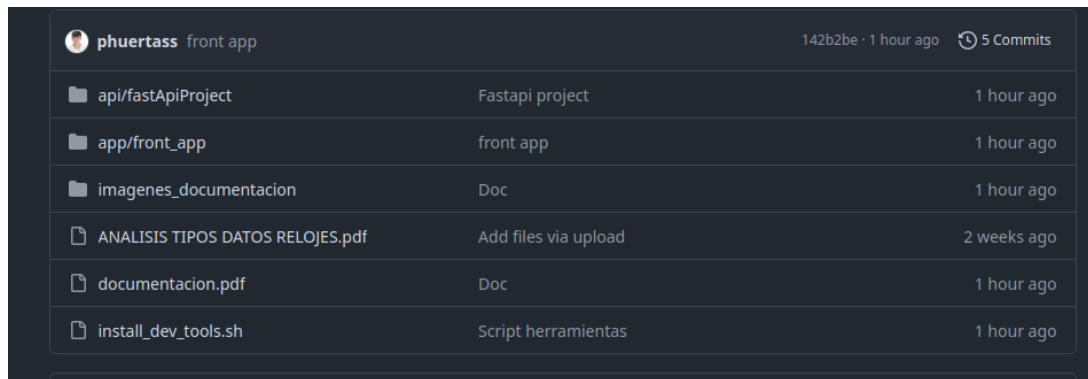 phuertass front app 142b2be · 1 hour ago 5 Commits
api/fastApiProject Fastapi project 1 hour ago
app/front_app front app 1 hour ago
imagenes_documentacion Doc 1 hour ago
ANALISIS TIPOS DATOS RELOJES.pdf Add files via upload 2 weeks ago
documentacion.pdf Doc 1 hour ago
install_dev_tools.sh Script herramientas 1 hour ago